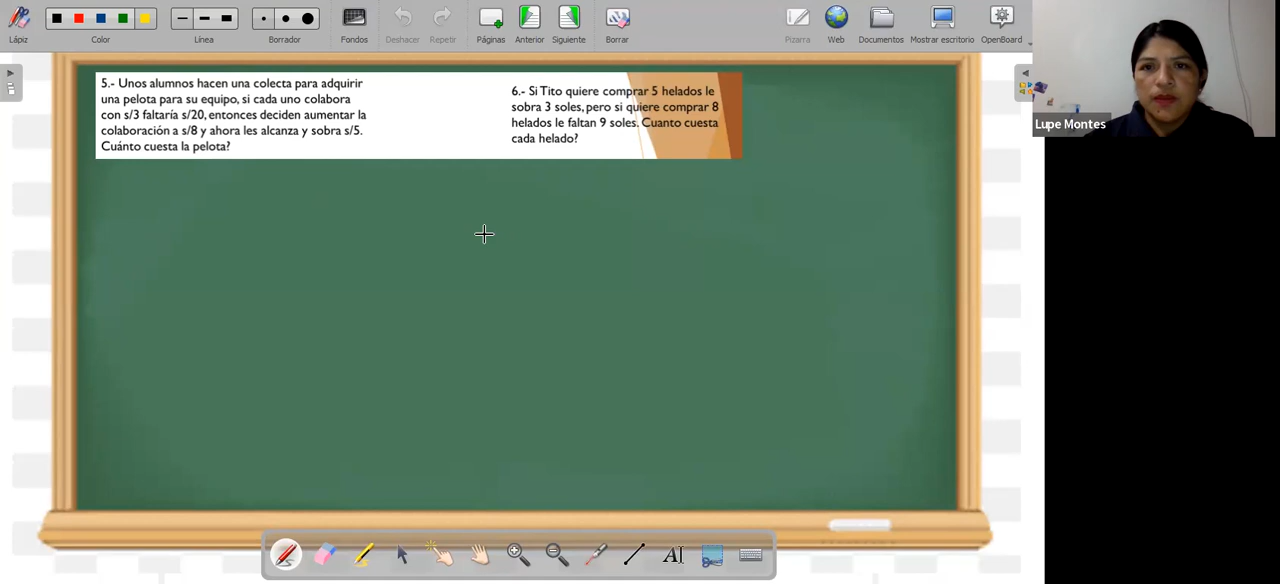 Lápiz
Color
Línea
Borrador
Fondos
Deshacer
Repetir
Páginas
Anterior
Siguiente
Borrar
Pizarra
Web
Documentos
Mostrar escritorio
OpenBoard
Lupe Montes
5.- Unos alumnos hacen una colecta para adquirir
una pelota para su equipo, si cada uno colabora
con s/3 faltaría s/20, entonces deciden aumentar la
colaboración a s/8 y ahora les alcanza y sobra s/5.
Cuánto cuesta la pelota?
6.- Si Tito quiere comprar 5 helados le
sobra 3 soles, pero si quiere comprar 8
helados le faltan 9 soles. Cuanto cuesta
cada helado?
AI